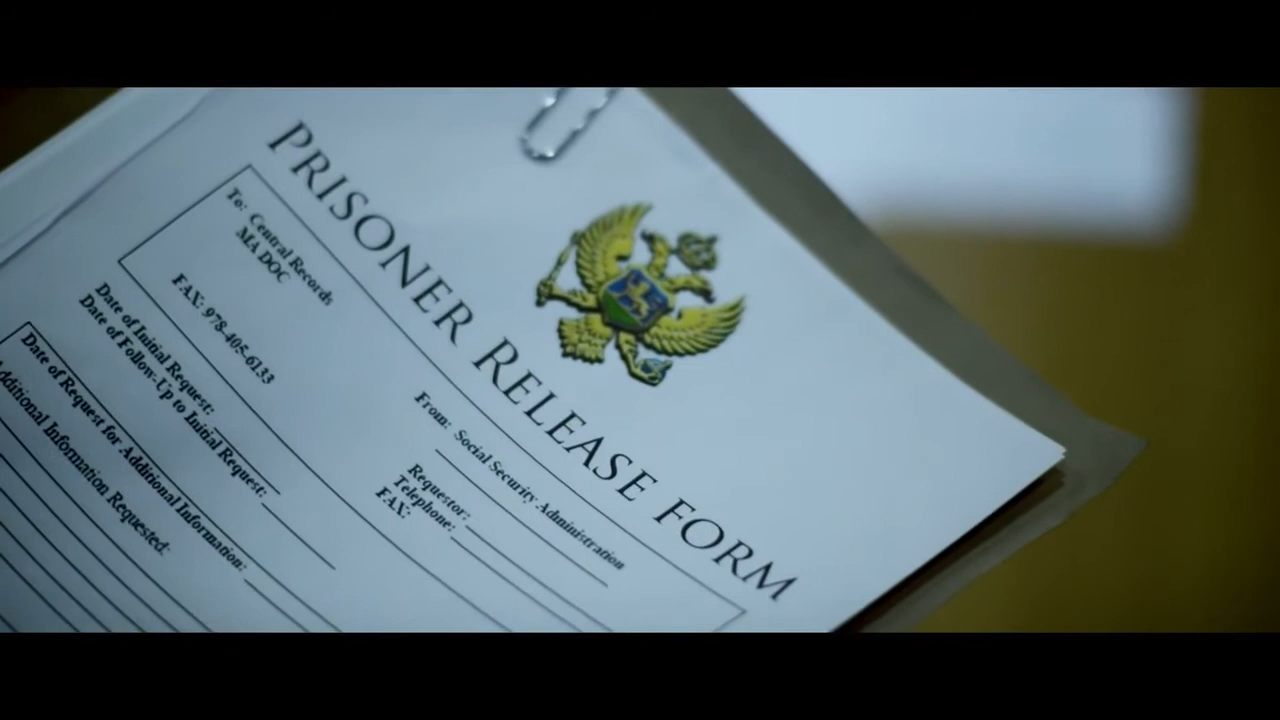 PRISONER RELEASE FORM
To: Central Records
MA DOC
FAX: 978-405-6133
From: Social Security Administration
Requestor:
Telephone:
FAX:
Date of Initial Request:
Date of Follow-Up to Initial Request:
Date of Request for Additional Information:
Additional Information Requested: